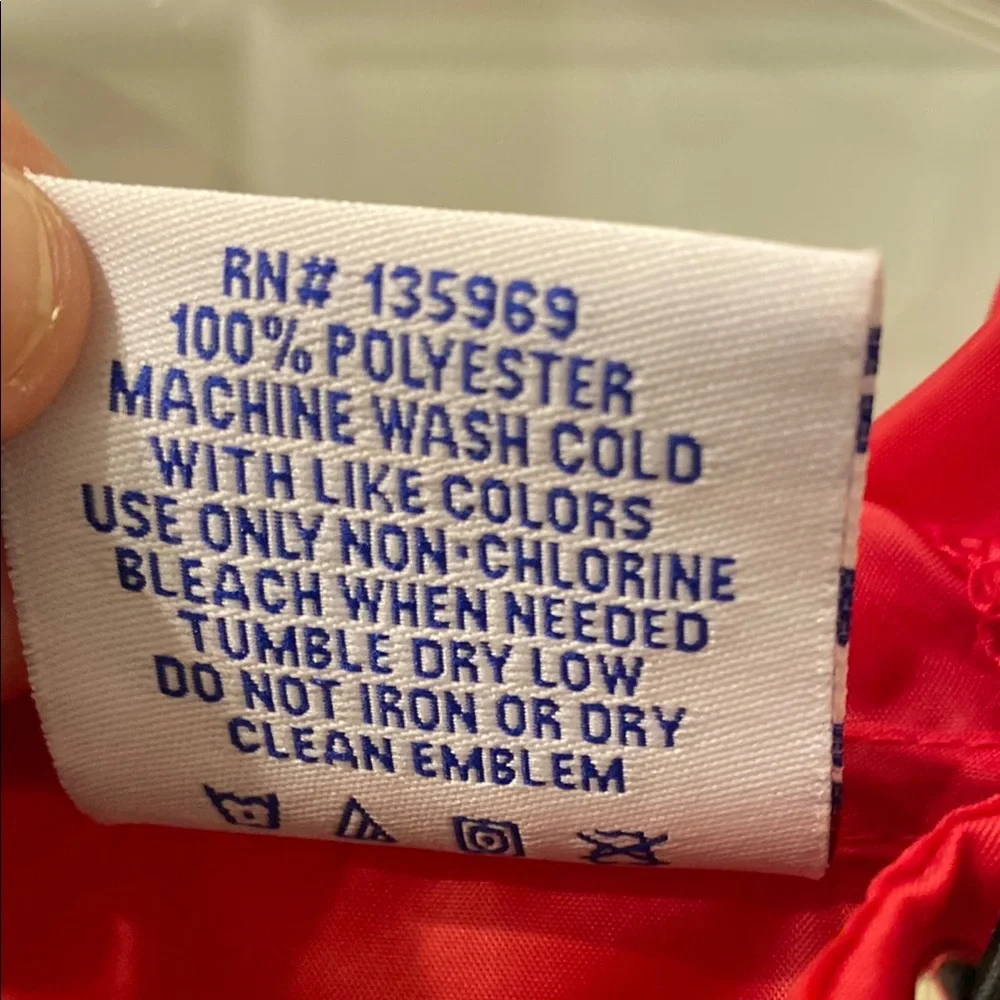 RN# 135969
100% POLYESTER
MACHINE WASH COLD
WITH LIKE COLORS
USE ONLY NON-CHLORINE
BLEACH WHEN NEEDED
TUMBLE DRY LOW
DO NOT IRON OR DRY
CLEAN EMBLEM